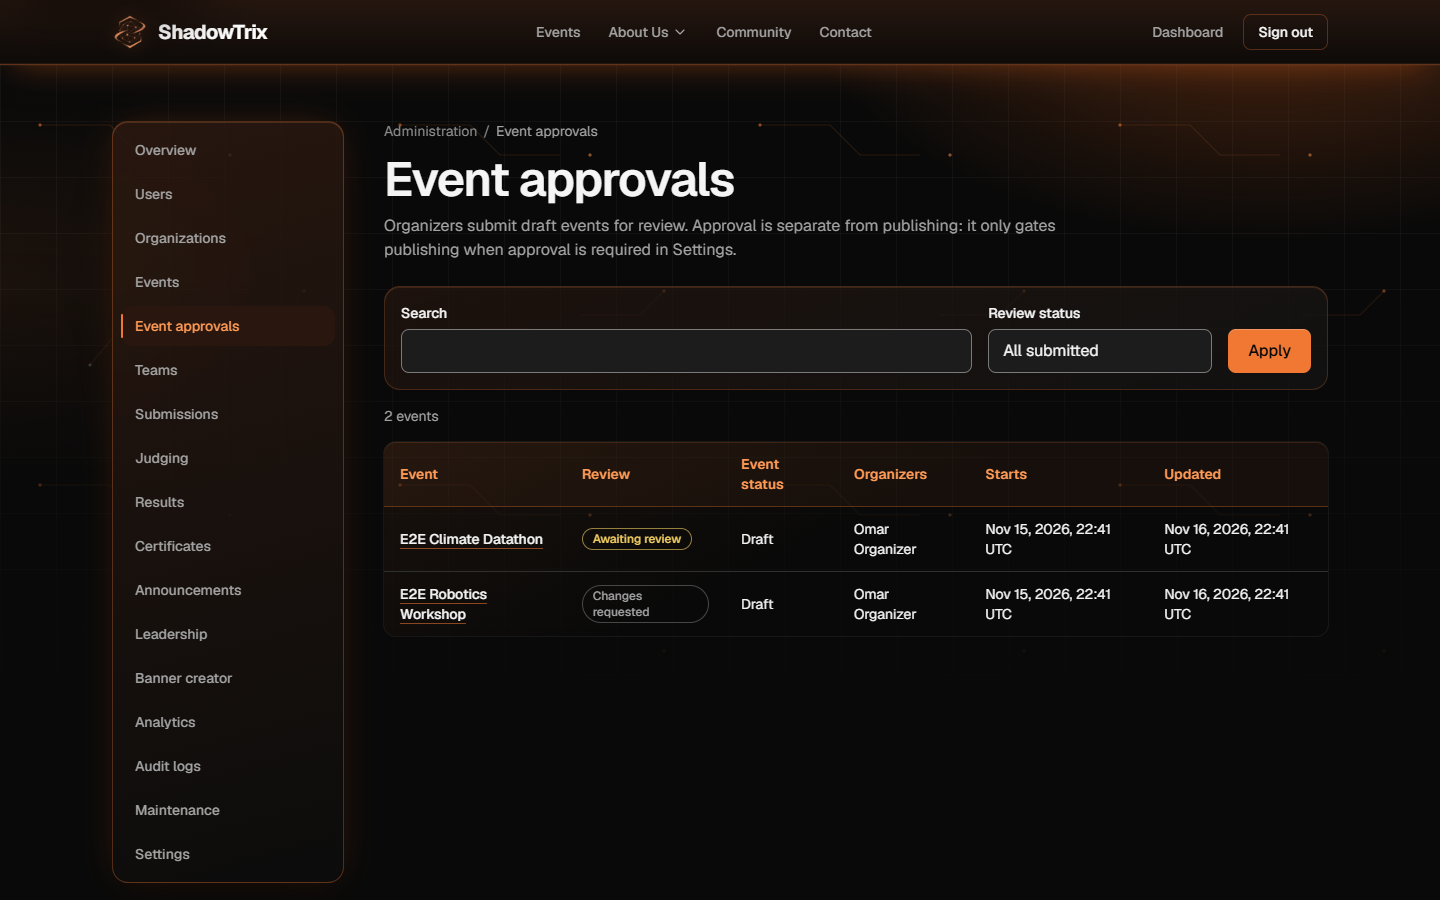 ShadowTrix
Events
About Us
Community
Contact
Dashboard
Sign out
Overview
Users
Organizations
Events
Event approvals
Teams
Submissions
Judging
Results
Certificates
Announcements
Leadership
Banner creator
Analytics
Audit logs
Maintenance
Settings
Administration / Event approvals
Event approvals
Organizers submit draft events for review. Approval is separate from publishing: it only gates
publishing when approval is required in Settings.
Search
Review status
All submitted
Apply
2 events
Event
Review
Event
status
Organizers
Starts
Updated
E2E Climate Datathon
Awaiting review
Draft
Omar
Organizer
Nov 15, 2026, 22:41
UTC
Nov 16, 2026, 22:41
UTC
E2E Robotics
Workshop
Changes
requested
Draft
Omar
Organizer
Nov 15, 2026, 22:41
UTC
Nov 16, 2026, 22:41
UTC